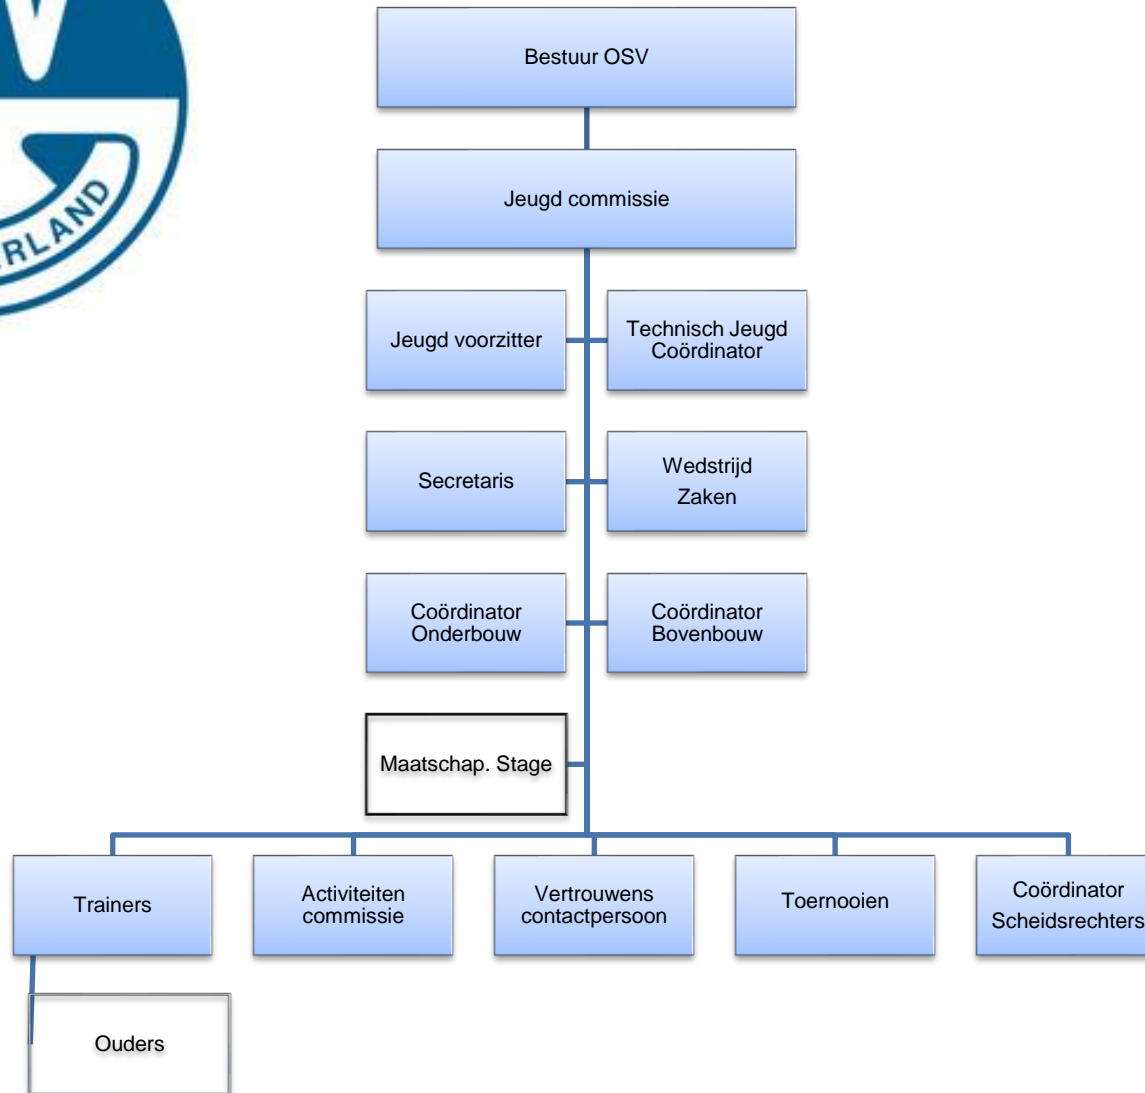 V
ERLAND
Bestuur OSV
Jeugd commissie
Jeugd voorzitter
Technisch Jeugd
Coördinator
Secretaris
Wedstrijd
Zaken
Coördinator
Onderbouw
Coördinator
Bovenbouw
Maatschap. Stage
Trainers
Activiteiten
commissie
Vertrouwens
contactpersoon
Toernooien
Coördinator
Scheidsrechters
Ouders